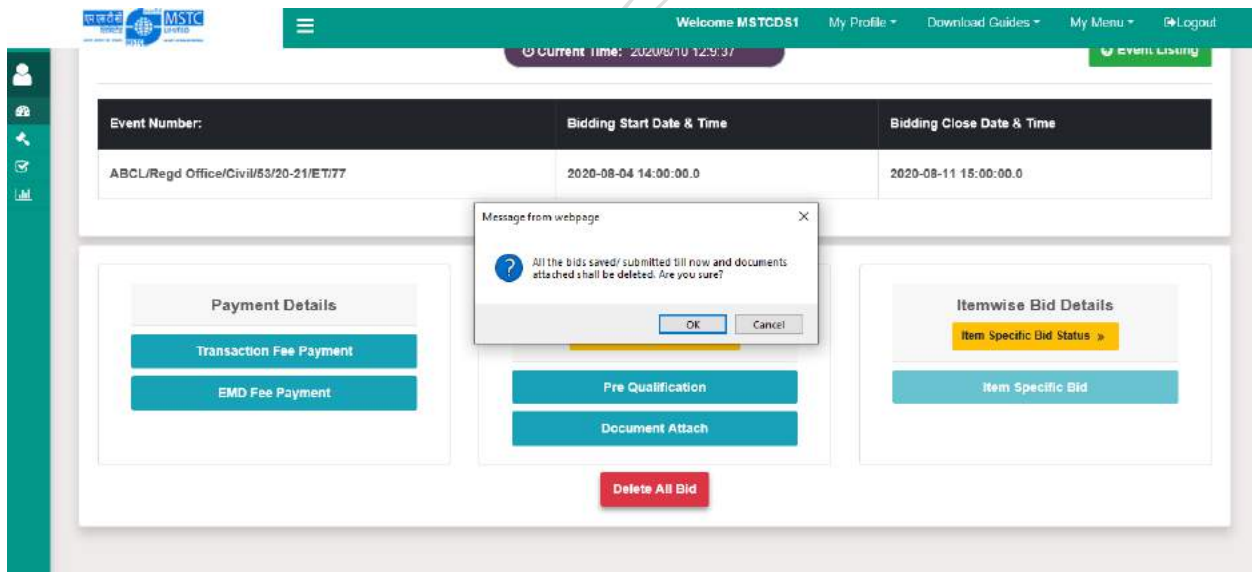 एम एस टी सी
MSTC
LIMITED
MSTC
Welcome MSTCDS1
My Profile
Download Guides
My Menu
Logout
Current Time: 2020/8/10 12:9:37
Event Listing
Event Number:
Bidding Start Date & Time
Bidding Close Date & Time
ABCL/Regd Office/Civil/53/20-21/ET/77
2020-08-04 14:00:00.0
2020-08-11 15:00:00.0
Message from webpage
All the bids saved/ submitted till now and documents
attached shall be deleted. Are you sure?
OK
Cancel
Payment Details
Transaction Fee Payment
EMD Fee Payment
Pre Qualification
Document Attach
Itemwise Bid Details
Item Specific Bid Status »
Item Specific Bid
Delete All Bid